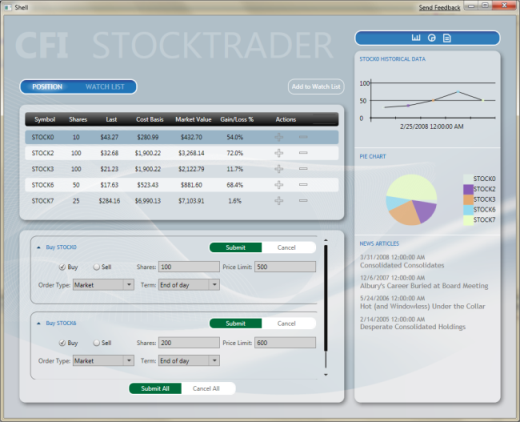 Shell
Send Feedback
CFI STOCKTRADER
POSITION WATCH LIST
Add to Watch List
Symbol Shares Last Cost Basis Market Value Gain/Loss % Actions
STOCK0 10 $43.27 $280.99 $432.70 54.0%
STOCK2 100 $32.68 $1,900.22 $3,268.14 72.0%
STOCK3 100 $21.23 $1,900.22 $2,122.79 11.7%
STOCK6 50 $17.63 $523.43 $881.60 68.4%
STOCK7 25 $284.16 $6,990.13 $7,103.91 1.6%
Buy STOCK0 Submit Cancel
Buy Sell Shares: 100 Price Limit: 500
Order Type: Market Term: End of day
Buy STOCK6 Submit Cancel
Buy Sell Shares: 200 Price Limit: 600
Order Type: Market Term: End of day
Submit All Cancel All
STOCK0 HISTORICAL DATA
100
50
0
2/25/2008 12:00:00 AM
PIE CHART
STOCK0
STOCK2
STOCK3
STOCK6
STOCK7
NEWS ARTICLES
3/31/2008 12:00:00 AM
Consolidated Consolidates
12/6/2007 12:00:00 AM
Albury's Career Buried at Board Meeting
5/24/2006 12:00:00 AM
Hot (and Windowless) Under the Collar
2/14/2005 12:00:00 AM
Desperate Consolidated Holdings